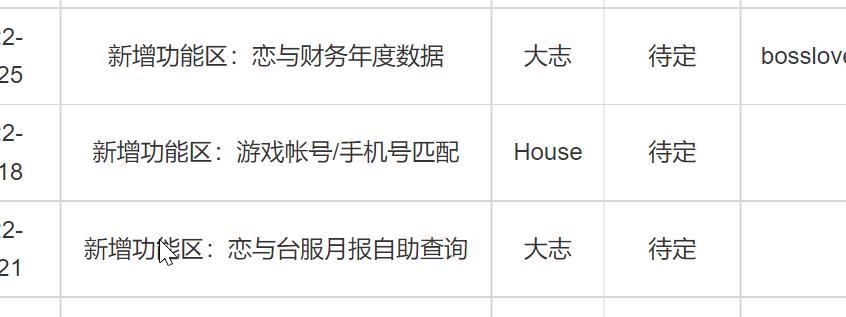 2-
25
新增功能区：恋与财务年度数据
大志
待定
bosslove
2-
18
新增功能区：游戏帐号/手机号匹配
House
待定
2-
21
新增功能区：恋与台服月报自助查询
大志
待定